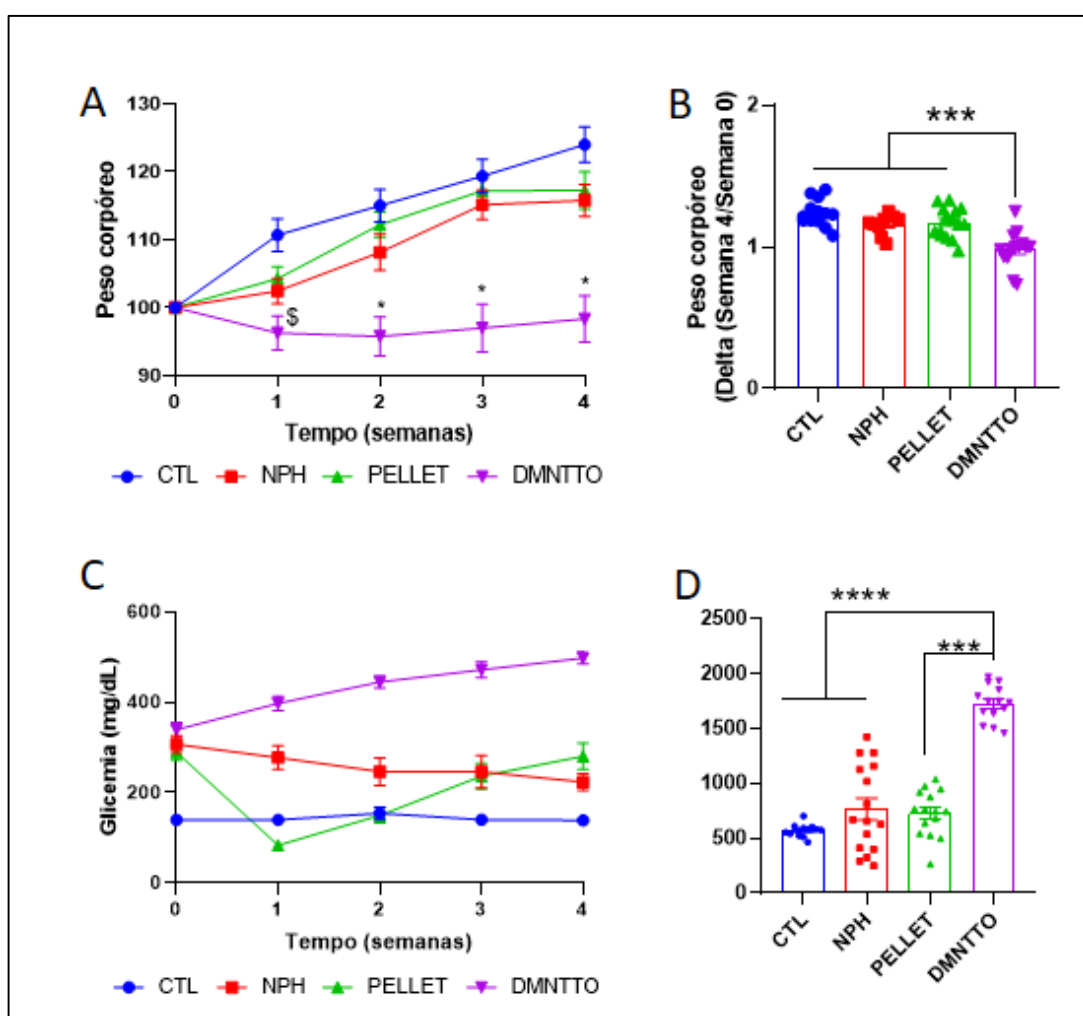 A
Peso corpóreo
130
120
110
100
90
$
*
*
*
0
1
2
3
4
Tempo (semanas)
CTL NPH PELLET DMNTTO
B
Peso corpóreo
(Delta (Semana 4/Semana 0)
2
1
0
***
CTL
NPH
PELLET
DMNTTO
C
Glicemia (mg/dL)
600
400
200
0
0
1
2
3
4
Tempo (semanas)
CTL NPH PELLET DMNTTO
D
2500
2000
1500
1000
500
0
****
***
CTL
NPH
PELLET
DMNTTO